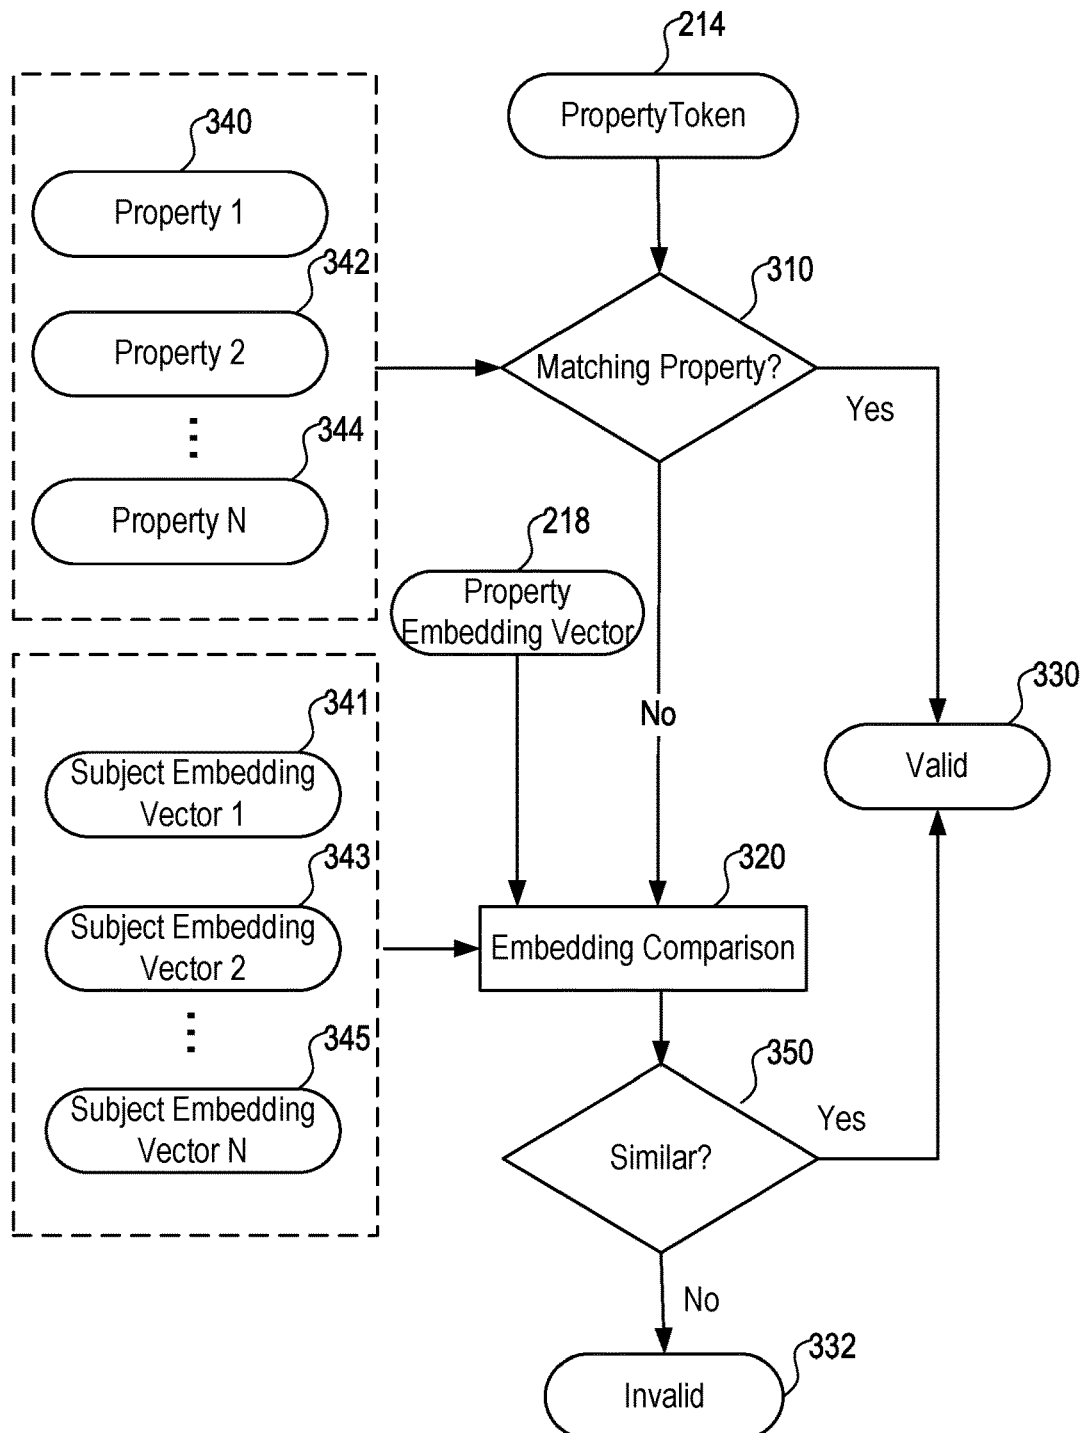 214
PropertyToken
340
Property 1
342
Property 2
344
Property N
310
Matching Property?
Yes
218
Property
Embedding Vector
No
330
Valid
341
Subject Embedding
Vector 1
343
Subject Embedding
Vector 2
345
Subject Embedding
Vector N
320
Embedding Comparison
350
Similar?
Yes
No
332
Invalid